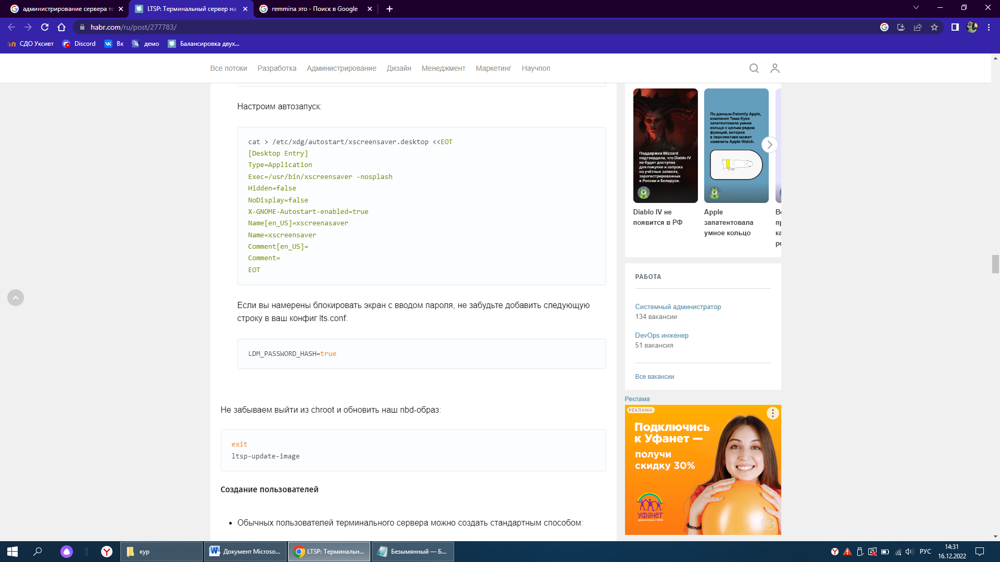 администрирование сервера те
LTSP: Терминальный сервер на
remmina это - Поиск в Google
habr.com/ru/post/277783/
СДО Уксивт
Discord
Вк
демо
Балансировка двух...
Все потоки
Разработка
Администрирование
Дизайн
Менеджмент
Маркетинг
Научпоп
Настроим автозапуск:
cat > /etc/xdg/autostart/xscreensaver.desktop <<EOT
[Desktop Entry]
Type=Application
Exec=/usr/bin/xscreensaver -nosplash
Hidden=false
NoDisplay=false
X-GNOME-Autostart-enabled=true
Name[en_US]=xscreenasaver
Name=xscreensaver
Comment[en_US]=
Comment=
EOT
Если вы намерены блокировать экран с вводом пароля, не забудьте добавить следующую
строку в ваш конфиг lts.conf:
LDM_PASSWORD_HASH=true
Не забываем выйти из chroot и обновить наш nbd-образ:
exit
ltsp-update-image
Создание пользователей
• Обычных пользователей терминального сервера можно создать стандартным способом:
Поддержка Blizzard
подтвердила, что Diablo IV
не будет доступна
для покупки и запуска
на учётных записях,
зарегистрированных
в России и Беларуси.
Diablo IV не
появится в РФ
По данным Patently Apple,
компания Тима Кука
запатентовала умное
кольцо с целым рядом
функций, которое
в перспективе может
заменить Apple Watch.
Apple
запатентовала
умное кольцо
РАБОТА
Системный администратор
134 вакансии
DevOps инженер
51 вакансия
Все вакансии
Реклама
РЕКЛАМА
Подключись
к Уфанет —
получи
скидку 30%
уфанет
друзья всегда с тобой
6+
кур
Документ Microso...
LTSP: Терминальн...
Безымянный — Б...
РУС
14:31
16.12.2022